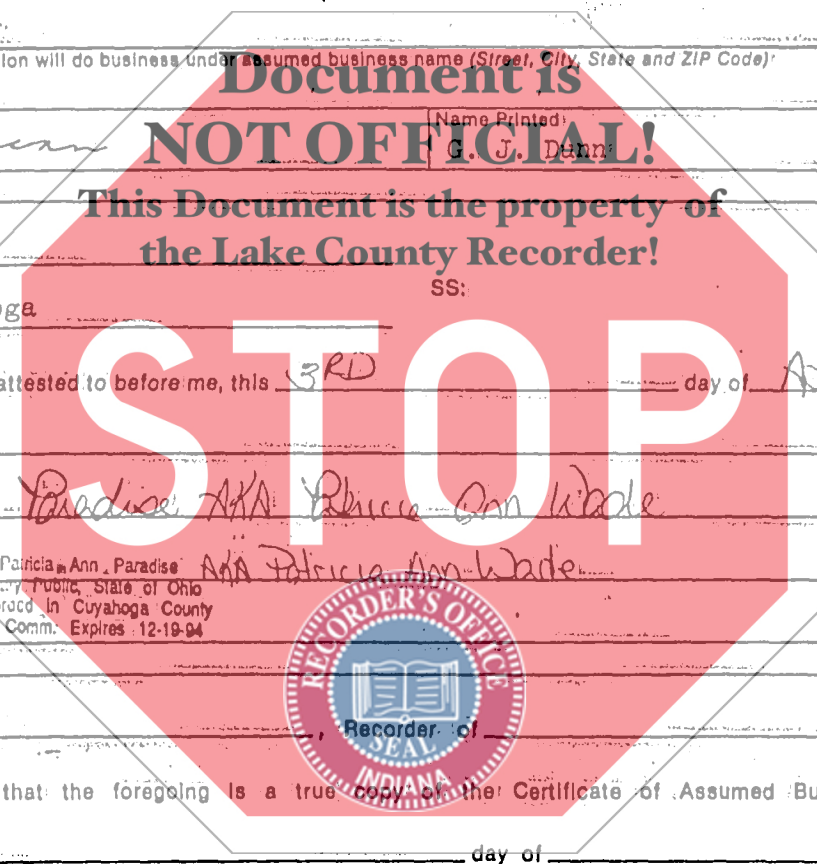 ion will do business under assumed business name (Street, City, State and ZIP Code):
Document is
Name Printed:
NOT OFFICIAL!
G. J. Dunn
This Document is the property of
the Lake County Recorder!
SS:
oga
attested to before me, this 3RD day of
STOP
Paradise AKA Patricia Ann Wade
Patricia Ann Paradise AKA Patricia Ann Wade
Public, State of Ohio
in Cuyahoga County
Comm. Expires 12-19-94
RECORDER'S OFFICE
, Recorder of
SEAL
INDIANA
that the foregoing is a true copy of the Certificate of Assumed Bu
day of